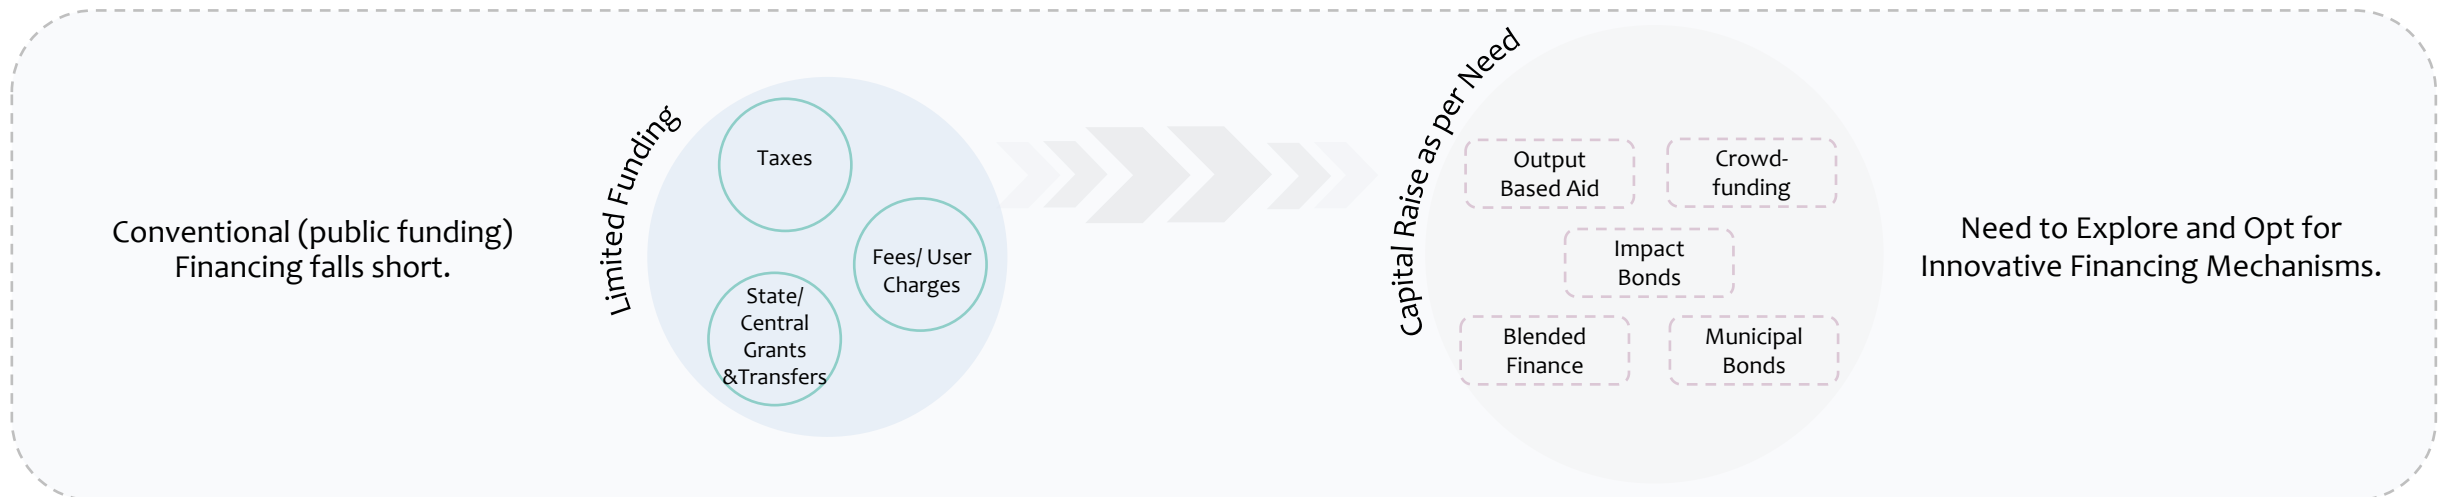 Conventional (public funding)
Financing falls short.
Limited Funding
Taxes
Fees/ User
Charges
State/
Central
Grants
&Transfers
Capital Raise as per Need
Output
Based Aid
Crowd-
funding
Impact
Bonds
Blended
Finance
Municipal
Bonds
Need to Explore and Opt for
Innovative Financing Mechanisms.